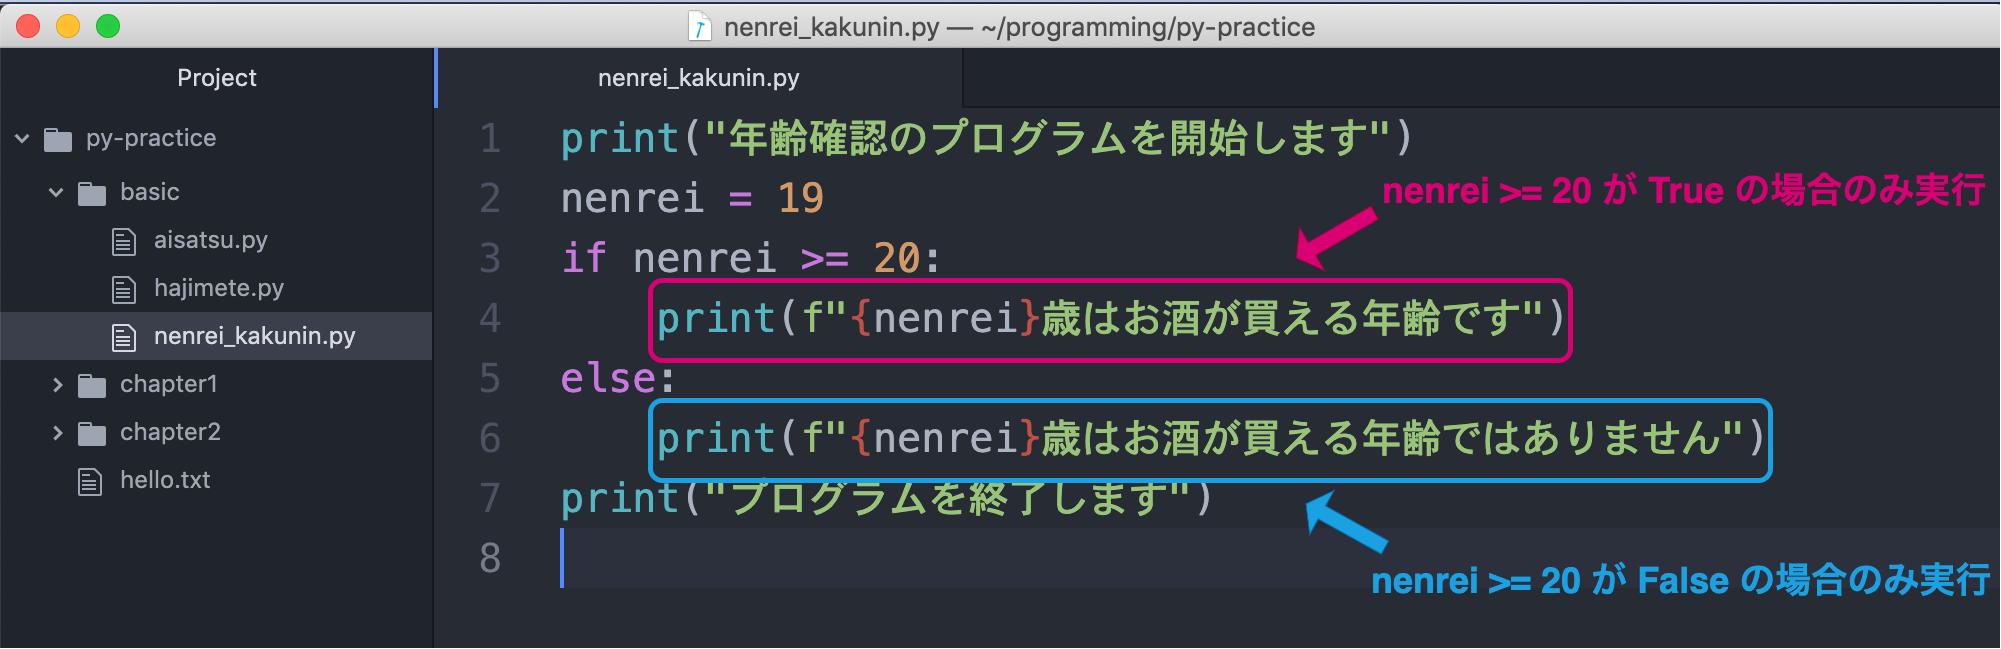 nenrei_kakunin.py — ~/programming/py-practice
Project
py-practice
basic
aisatsu.py
hajimete.py
nenrei_kakunin.py
chapter1
chapter2
hello.txt
nenrei_kakunin.py
1 print("年齢確認のプログラムを開始します")
2 nenrei = 19
nenrei >= 20 が True の場合のみ実行
3 if nenrei >= 20:
4 print(f"{nenrei}歳はお酒が買える年齢です")
5 else:
6 print(f"{nenrei}歳はお酒が買える年齢ではありません")
7 print("プログラムを終了します")
8
nenrei >= 20 が False の場合のみ実行